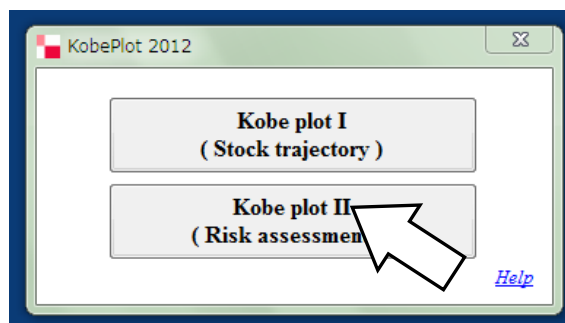 KobePlot 2012
Kobe plot I
( Stock trajectory )
Kobe plot II
( Risk assessmen
Help